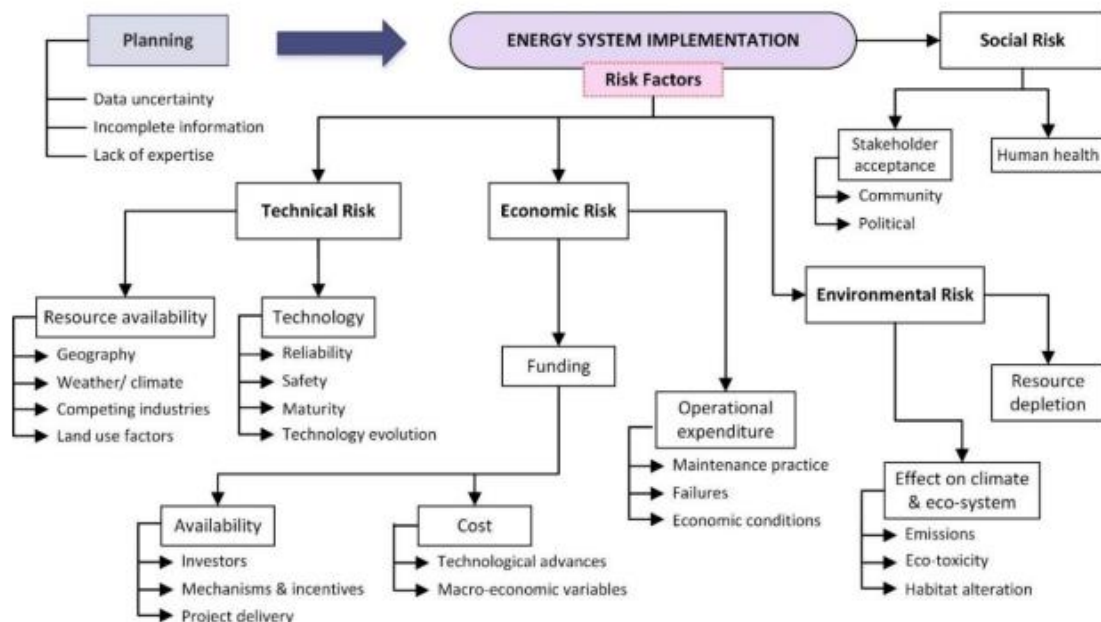 Planning
ENERGY SYSTEM IMPLEMENTATION
Social Risk
Risk Factors
Data uncertainty
Incomplete information
Lack of expertise
Stakeholder
acceptance
Human health
Community
Political
Technical Risk
Economic Risk
Environmental Risk
Resource availability
Geography
Weather/ climate
Competing industries
Land use factors
Technology
Reliability
Safety
Maturity
Technology evolution
Funding
Operational
expenditure
Maintenance practice
Failures
Economic conditions
Resource
depletion
Effect on climate
& eco-system
Emissions
Eco-toxicity
Habitat alteration
Availability
Investors
Mechanisms & incentives
Project delivery
Cost
Technological advances
Macro-economic variables